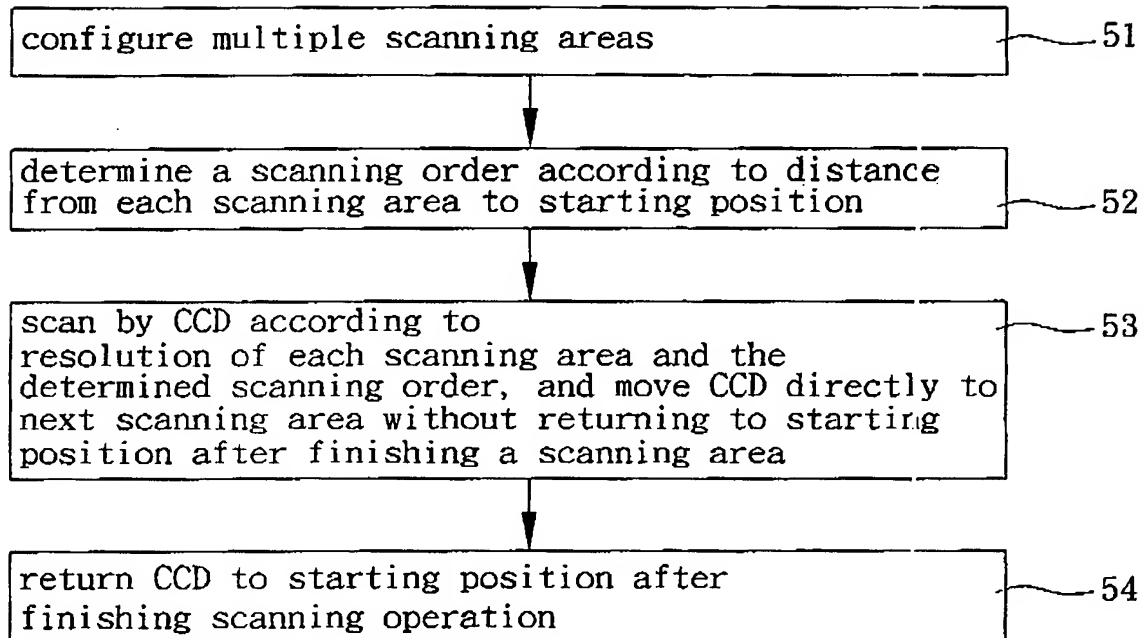 configure multiple scanning areas
51
determine a scanning order according to distance
from each scanning area to starting position
52
scan by CCD according to
resolution of each scanning area and the
determined scanning order, and move CCD directly to
next scanning area without returning to starting
position after finishing a scanning area
53
return CCD to starting position after
finishing scanning operation
54